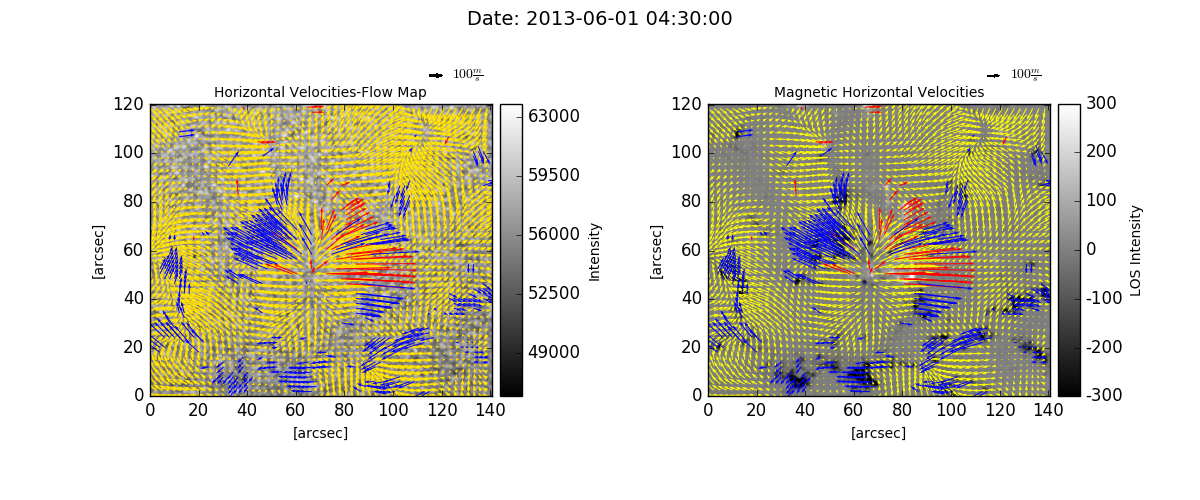 Date: 2013-06-01 04:30:00
100 m/s
Horizontal Velocities-Flow Map
120
100
80
60
40
20
0
[arcsec]
0 20 40 60 80 100 120 140
[arcsec]
63000
59500
56000
52500
49000
Intensity
100 m/s
Magnetic Horizontal Velocities
120
100
80
60
40
20
0
[arcsec]
0 20 40 60 80 100 120 140
[arcsec]
300
200
100
0
-100
-200
-300
LOS Intensity